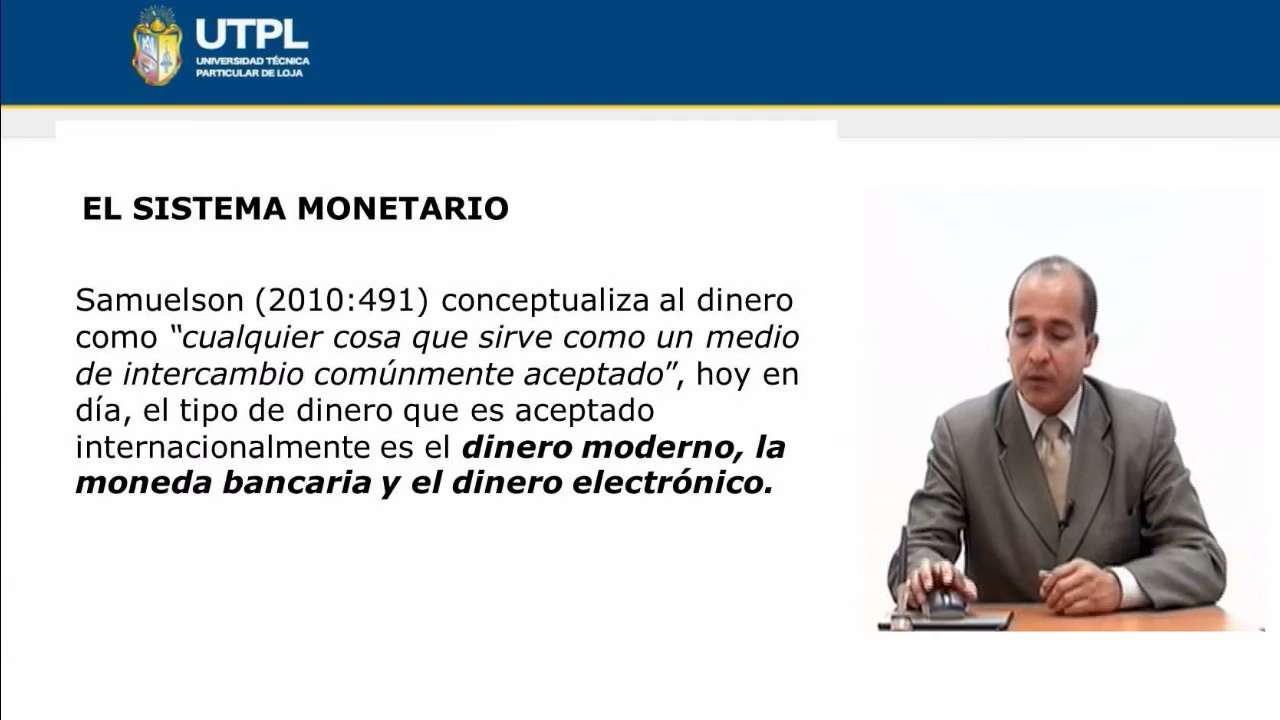 UTPL
UNIVERSIDAD TÉCNICA
PARTICULAR DE LOJA
EL SISTEMA MONETARIO
Samuelson (2010:491) conceptualiza al dinero
como “cualquier cosa que sirve como un medio
de intercambio comúnmente aceptado”, hoy en
día, el tipo de dinero que es aceptado
internacionalmente es el dinero moderno, la
moneda bancaria y el dinero electrónico.